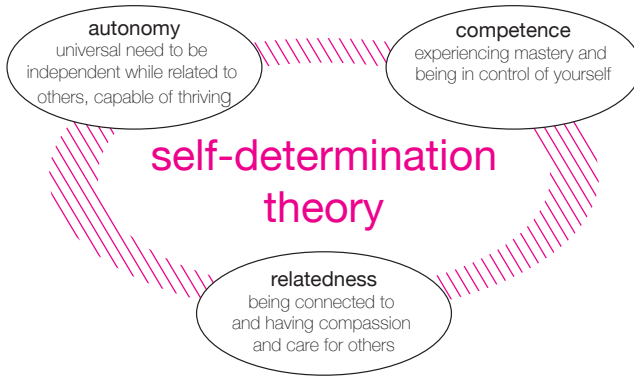 autonomy
universal need to be
independent while related to
others, capable of thriving
competence
experiencing mastery and
being in control of yourself
self-determination
theory
relatedness
being connected to
and having compassion
and care for others